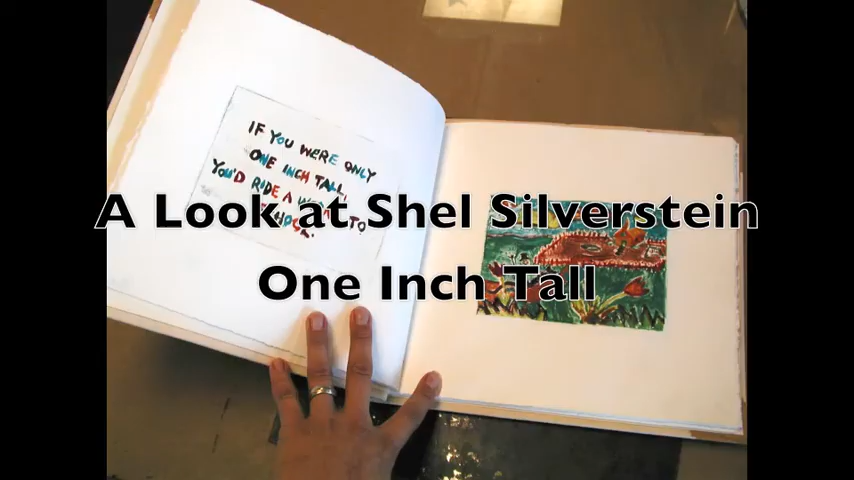 IF YOU WERE ONLY
ONE INCH TALL,
YOU'D RIDE A TO
A Look at Shel Silverstein
One Inch Tall